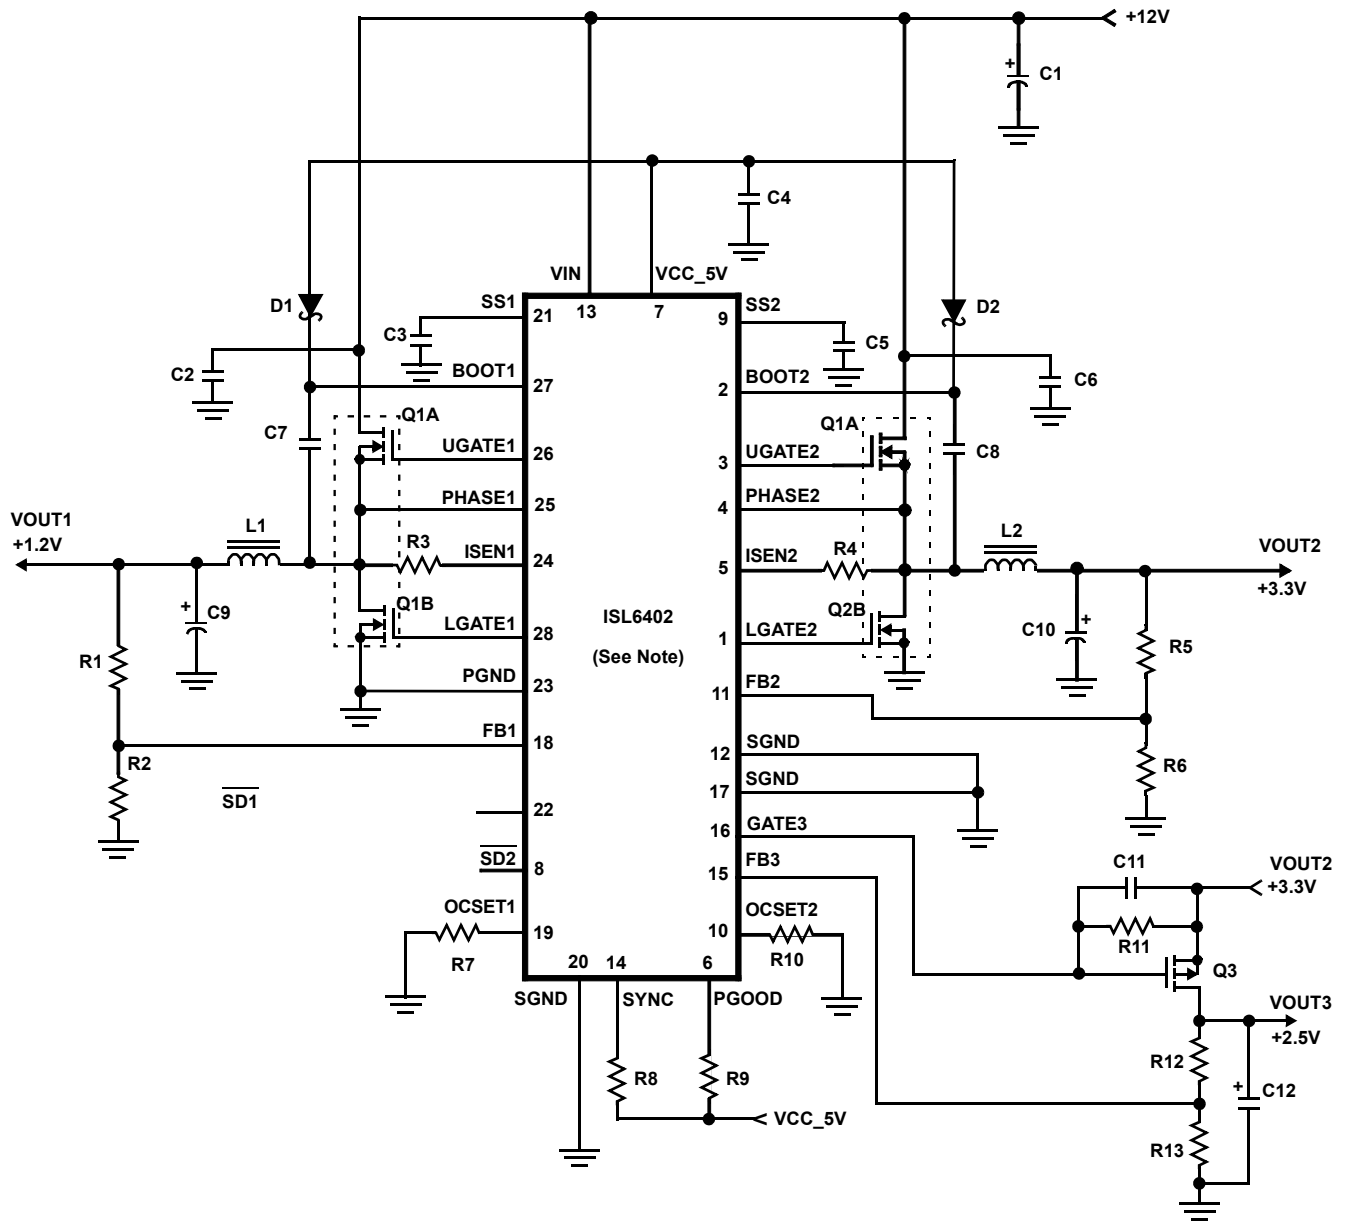 +12V
+
C1
C4
VIN
VCC_5V
D1
SS1
21
13
7
9
SS2
D2
C3
C5
C2
BOOT1
27
2
BOOT2
C6
Q1A
Q1A
C7
UGATE1
26
3
UGATE2
C8
PHASE1
25
4
PHASE2
VOUT1
+1.2V
L1
R3
ISEN1
24
5
ISEN2
R4
L2
VOUT2
+3.3V
+
C9
Q1B
LGATE1
28
ISL6402
(See Note)
1
LGATE2
Q2B
C10
+
R5
R1
PGND
23
11
FB2
FB1
18
12
SGND
R2
R6
SD1
17
SGND
22
16
GATE3
SD2
8
15
FB3
C11
VOUT2
+3.3V
OCSET1
19
10
OCSET2
R7
R10
R11
20
14
6
Q3
SGND
SYNC
PGOOD
VOUT3
+2.5V
R8
R9
R12
+
C12
VCC_5V
R13